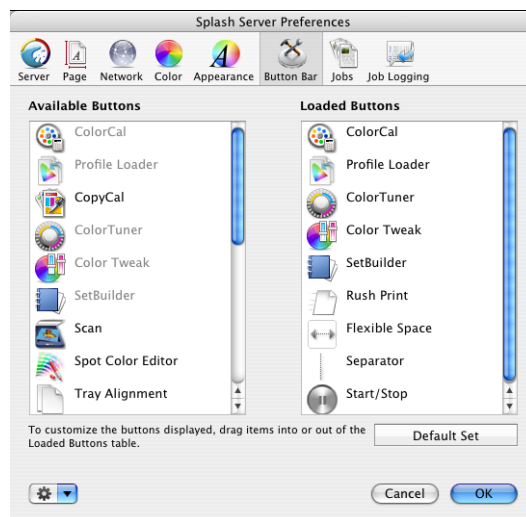 Splash Server Preferences
Server Page Network Color Appearance Button Bar Jobs Job Logging
Available Buttons
ColorCal
Profile Loader
CopyCal
ColorTuner
Color Tweak
SetBuilder
Scan
Spot Color Editor
Tray Alignment
Loaded Buttons
ColorCal
Profile Loader
ColorTuner
Color Tweak
SetBuilder
Rush Print
Flexible Space
Separator
Start/Stop
To customize the buttons displayed, drag items into or out of the
Loaded Buttons table.
Default Set
Cancel OK